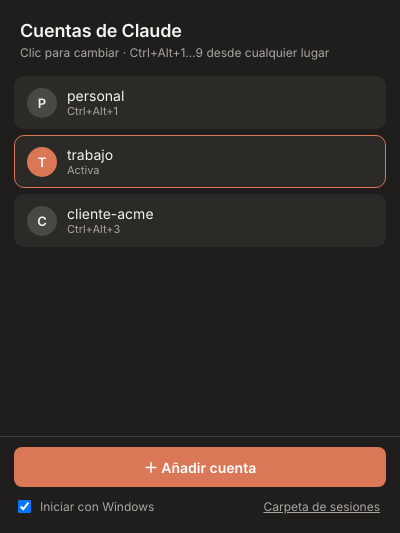 Cuentas de Claude
Clic para cambiar · Ctrl+Alt+1…9 desde cualquier lugar
P
personal
Ctrl+Alt+1
T
trabajo
Activa
C
cliente-acme
Ctrl+Alt+3
+ Añadir cuenta
Iniciar con Windows
Carpeta de sesiones